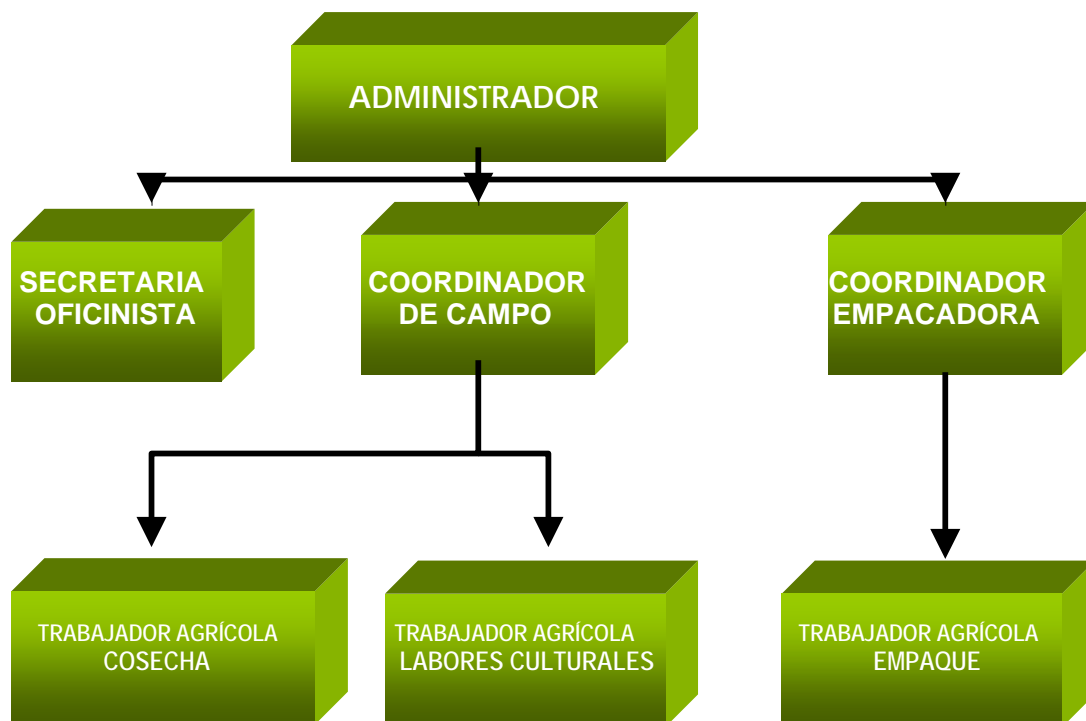 ADMINISTRADOR
SECRETARIA
OFICINISTA
COORDINADOR
DE CAMPO
COORDINADOR
EMPACADORA
TRABAJADOR AGRÍCOLA
COSECHA
TRABAJADOR AGRÍCOLA
LABORES CULTURALES
TRABAJADOR AGRÍCOLA
EMPAQUE